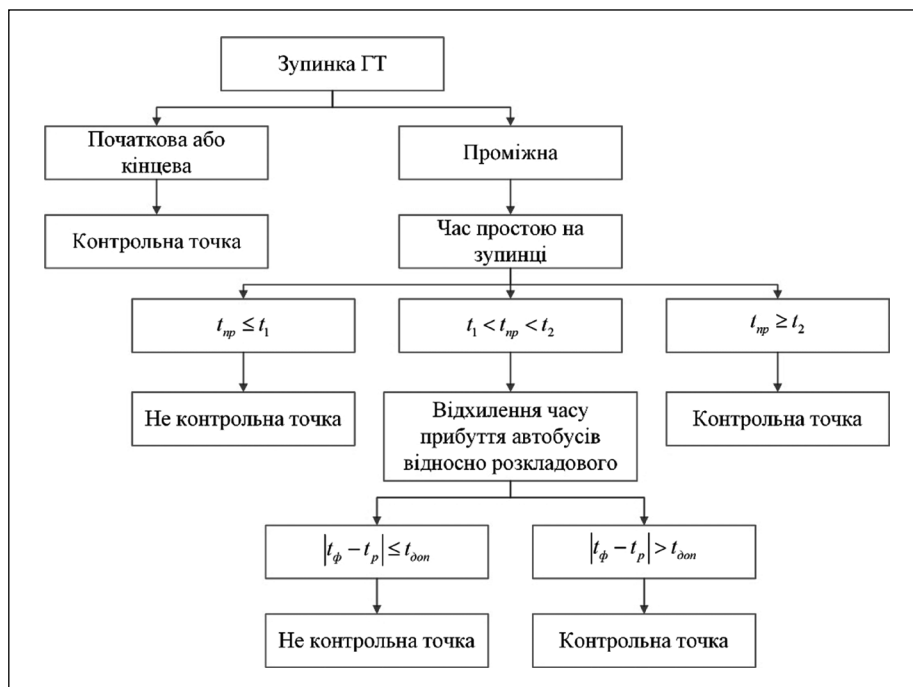 Зупинка ГТ
Початкова або
кінцева
Проміжна
Контрольна точка
Час простою на
зупинці
t_пр ≤ t_1
t_1 < t_пр < t_2
t_пр ≥ t_2
Не контрольна точка
Відхилення часу
прибуття автобусів
відносно розкладового
Контрольна точка
|t_ф − t_р| ≤ t_доп
|t_ф − t_р| > t_доп
Не контрольна точка
Контрольна точка